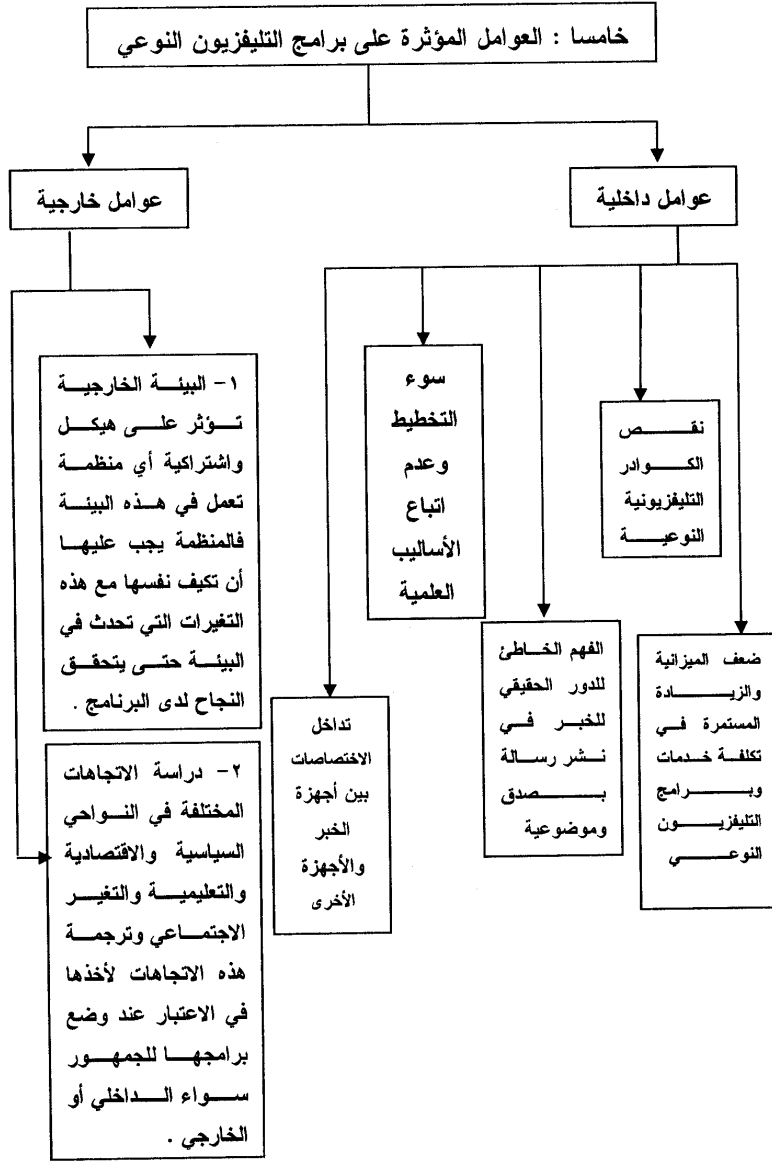 خامسا : العوامل المؤثرة على برامج التليفزيون النوعي
عوامل داخلية
عوامل خارجية
ضعف الميزانية
والزيادة
المستمرة في
تكلفة خدمات
وبرامج
التليفزيون
النوعي
نقص
الكوادر
التليفزيونية
النوعية
الفهم الخاطئ
للدور الحقيقي
للخبر في
نشر رسالة
بصدق
وموضوعية
سوء
التخطيط
وعدم
اتباع
الأساليب
العلمية
تداخل
الاختصاصات
بين أجهزة
الخبر
والأجهزة
الأخرى
١- البيئة الخارجية
تؤثر على هيكل
واشتراكية أي منظمة
تعمل في هذه البيئة
فالمنظمة يجب عليها
أن تكيف نفسها مع هذه
التغيرات التي تحدث في
البيئة حتى يتحقق
النجاح لدى البرنامج .
٢- دراسة الاتجاهات
المختلفة في النواحي
السياسية والاقتصادية
والتعليمية والتغير
الاجتماعي وترجمة
هذه الاتجاهات لأخذها
في الاعتبار عند وضع
برامجها للجمهور
سواء الداخلي أو
الخارجي .